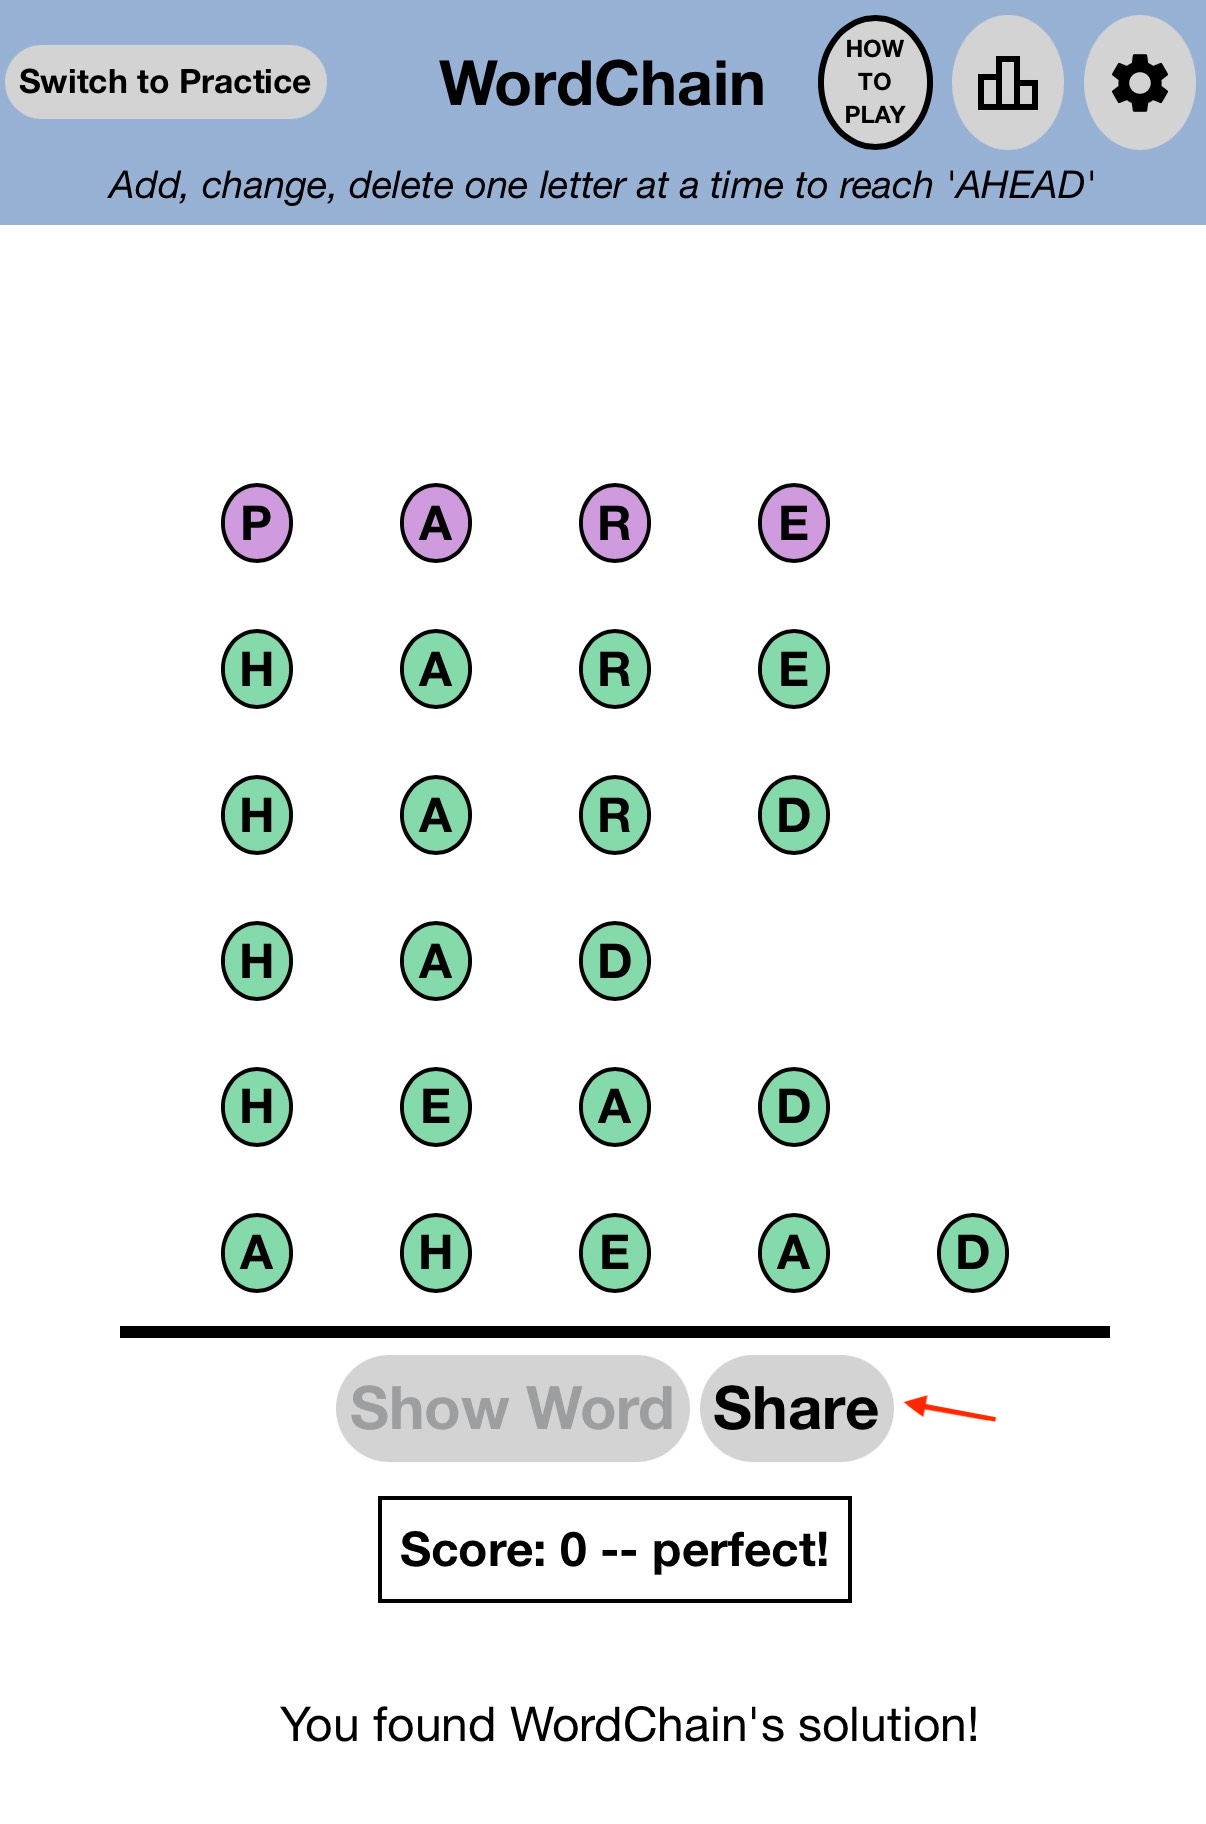 Switch to Practice
WordChain
HOW
TO
PLAY
Add, change, delete one letter at a time to reach 'AHEAD'
P A R E
H A R E
H A R D
H A D
H E A D
A H E A D
Show Word
Share
Score: 0 -- perfect!
You found WordChain's solution!